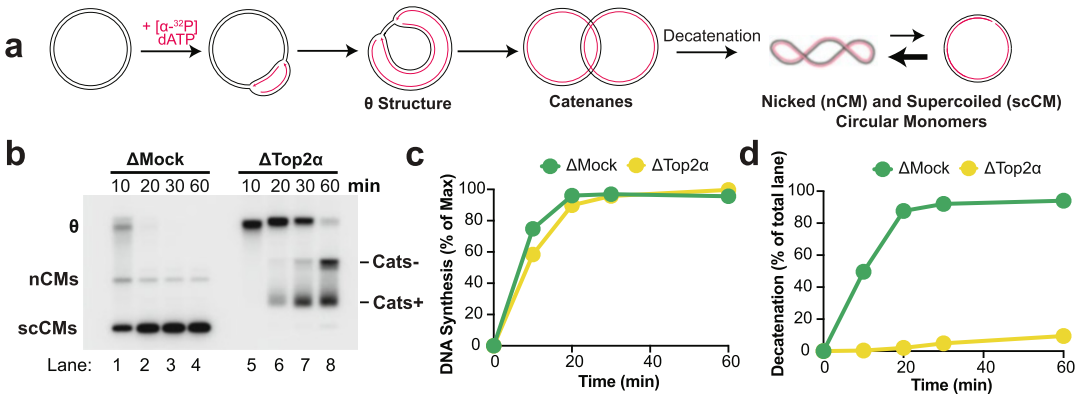 a
+ [α-³²P]
dATP
θ Structure
Catenanes
Decatenation
Nicked (nCM) and Supercoiled (scCM)
Circular Monomers
b
ΔMock
ΔTop2α
10 20 30 60 10 20 30 60 min
θ
nCMs
scCMs
Cats-
Cats+
Lane: 1 2 3 4 5 6 7 8
c
ΔMock
ΔTop2α
DNA Synthesis (% of Max)
100
80
60
40
20
0
0 20 40 60
Time (min)
d
ΔMock
ΔTop2α
Decatenation (% of total lane)
100
80
60
40
20
0
0 20 40 60
Time (min)